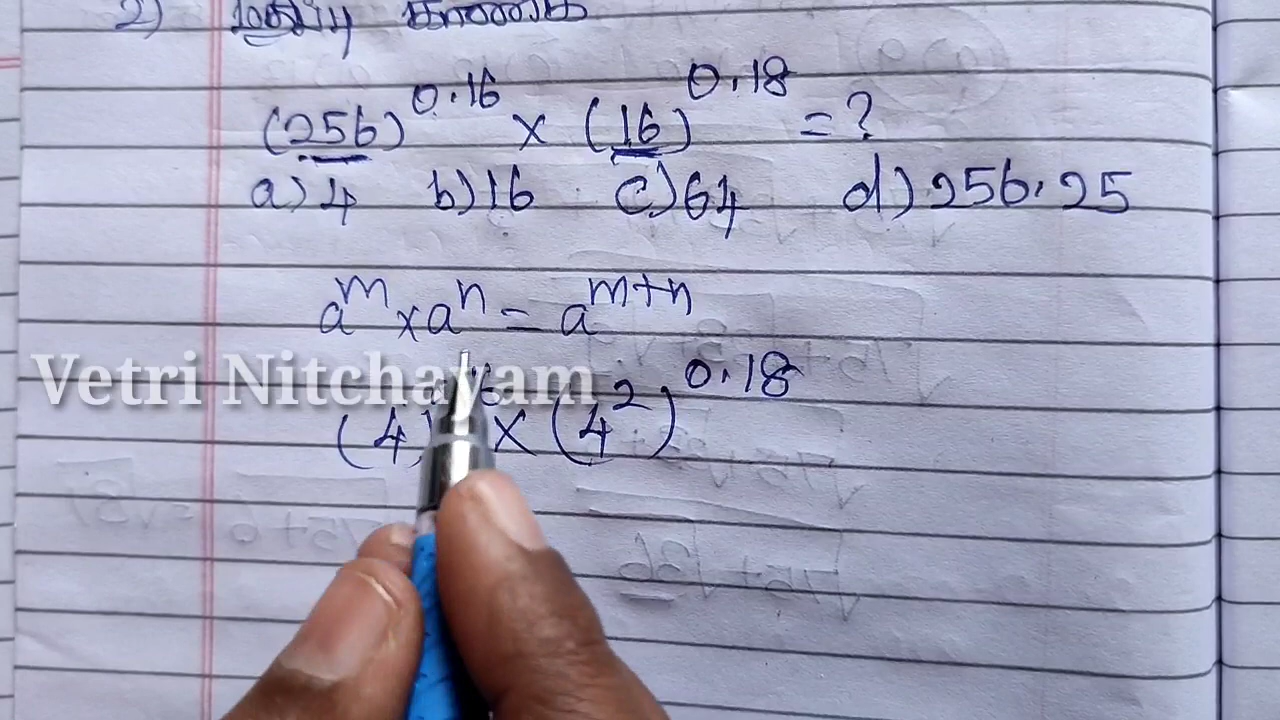 2) மதிப்பு காண்க
(256)^0.16 × (16)^0.18 = ?
a) 4 b) 16 c) 64 d) 256.25
a^m × a^n = a^(m+n)
Vetri Nitchayam
(4) × (4^2)^0.18